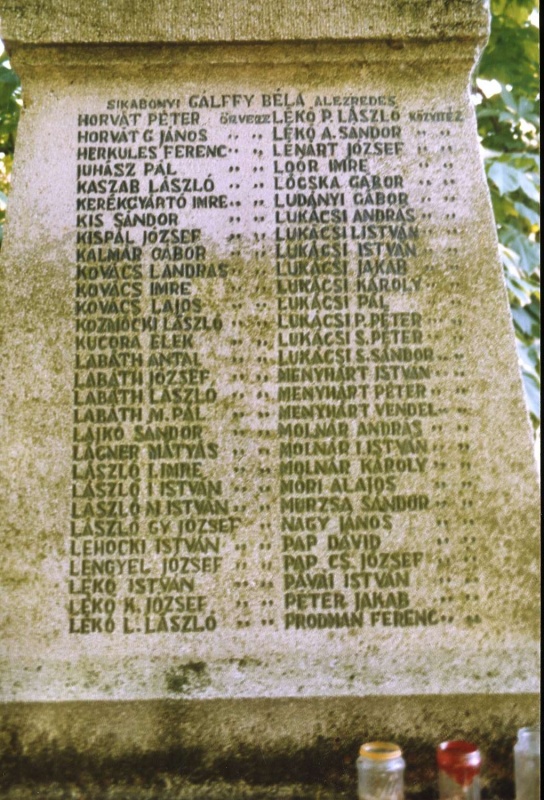 SIKABONYI GÁLFFY BÉLA ALEZREDES
HORVÁT PÉTER ŐRVEZE
HORVÁT G. JÁNOS " "
HERKULES FERENC " "
JUHÁSZ PÁL " "
KASZAB LÁSZLÓ " "
KERÉKGYÁRTÓ IMRE " "
KIS SÁNDOR " "
KISPÁL JÓZSEF " "
KALMÁR GÁBOR " "
KOVÁCS L ANDRÁS " "
KOVÁCS IMRE " "
KOVÁCS LAJOS " "
KOZMOCKI LÁSZLÓ " "
KUCORA ELEK " "
LABÁTH ANTAL " "
LABÁTH JÓZSEF " "
LABÁTH LÁSZLÓ " "
LABÁTH M. PÁL " "
LAJKÓ SÁNDOR " "
LÁGNER MÁTYÁS " "
LÁSZLÓ I. IMRE " "
LÁSZLÓ I ISTVÁN " "
LÁSZLÓ N ISTVÁN " "
LÁSZLÓ GY JÓZSEF " "
LEHOCKI ISTVÁN " "
LENGYEL JÓZSEF " "
LÉKÓ ISTVÁN " "
LÉKÓ K. JÓZSEF " "
LÉKÓ L. LÁSZLÓ " "
LÉKÓ P. LÁSZLÓ KÖZVITÉZ
LÉKÓ A. SÁNDOR " "
LÉNÁRT JÓZSEF " "
LOÓR IMRE " "
LÓCSKA GÁBOR " "
LUDÁNYI GÁBOR " "
LUKÁCSI ANDRÁS " "
LUKÁCSI I. ISTVÁN " "
LUKÁCSI ISTVÁN " "
LUKÁCSI JAKAB " "
LUKÁCSI KÁROLY " "
LUKÁCSI PÁL " "
LUKÁCSI P. PÉTER " "
LUKÁCSI S. PÉTER " "
LUKÁCSI S. SÁNDOR " "
MENYHÁRT ISTVÁN " "
MENYHÁRT PÉTER " "
MENYHÁRT VENDEL " "
MOLNÁR ANDRÁS " "
MOLNÁR I. ISTVÁN " "
MOLNÁR KÁROLY " "
MÓRI ALAJOS " "
MURZSA SÁNDOR " "
NAGY JÁNOS " "
PAP DÁVID " "
PAP CS. JÓZSEF " "
PÁVAI ISTVÁN " "
PÉTER JAKAB " "
PRODMAN FERENC " "